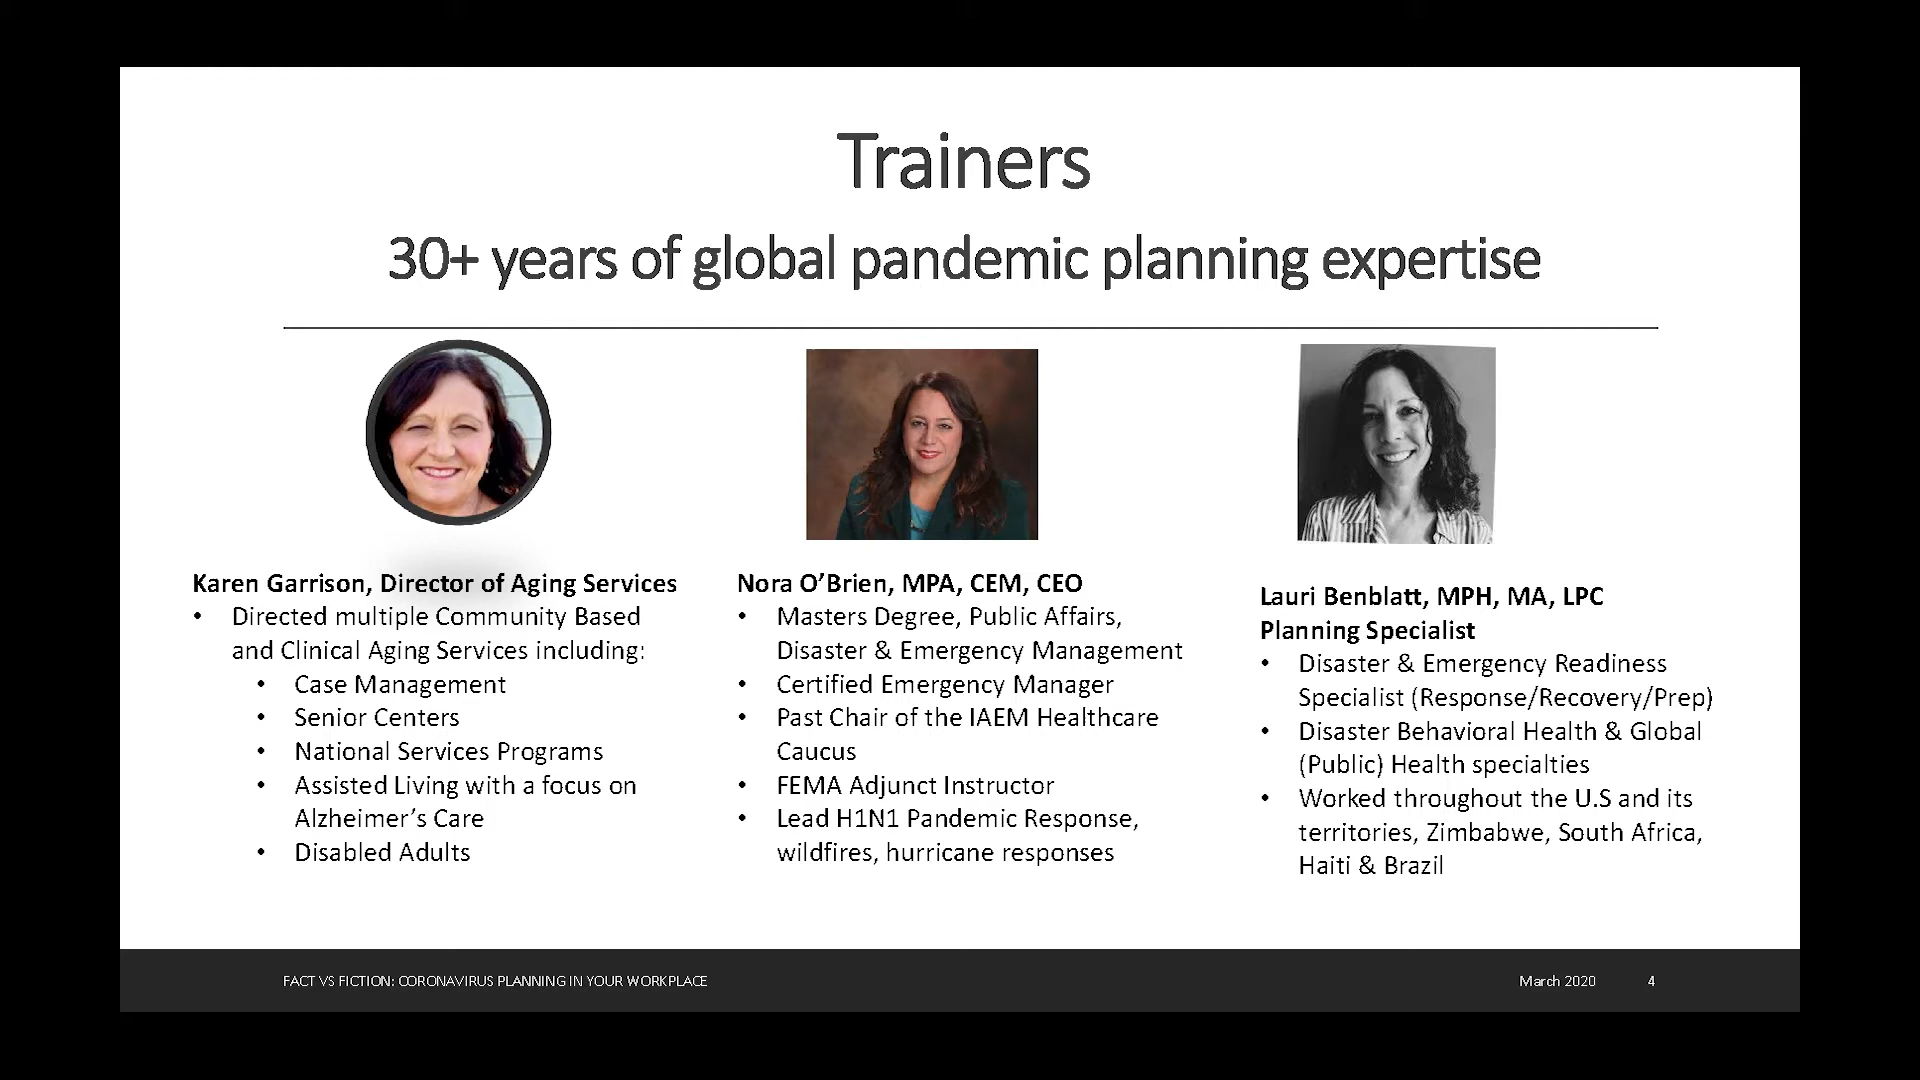 Trainers
30+ years of global pandemic planning expertise
Karen Garrison, Director of Aging Services
• Directed multiple Community Based
and Clinical Aging Services including:
• Case Management
• Senior Centers
• National Services Programs
• Assisted Living with a focus on
Alzheimer’s Care
• Disabled Adults
Nora O’Brien, MPA, CEM, CEO
• Masters Degree, Public Affairs,
Disaster & Emergency Management
• Certified Emergency Manager
• Past Chair of the IAEM Healthcare
Caucus
• FEMA Adjunct Instructor
• Lead H1N1 Pandemic Response,
wildfires, hurricane responses
Lauri Benblatt, MPH, MA, LPC
Planning Specialist
• Disaster & Emergency Readiness
Specialist (Response/Recovery/Prep)
• Disaster Behavioral Health & Global
(Public) Health specialties
• Worked throughout the U.S and its
territories, Zimbabwe, South Africa,
Haiti & Brazil
FACT VS FICTION: CORONAVIRUS PLANNING IN YOUR WORKPLACE
March 2020
4